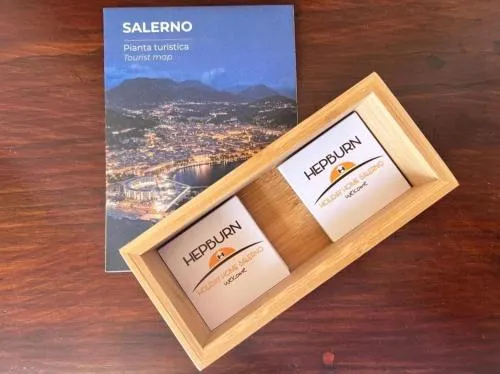 SALERNO
Pianta turistica
Tourist map
HEPBURN
H
HOLIDAY HOME SALERNO
welcome
HEPBURN
H
HOLIDAY HOME SALERNO
welcome